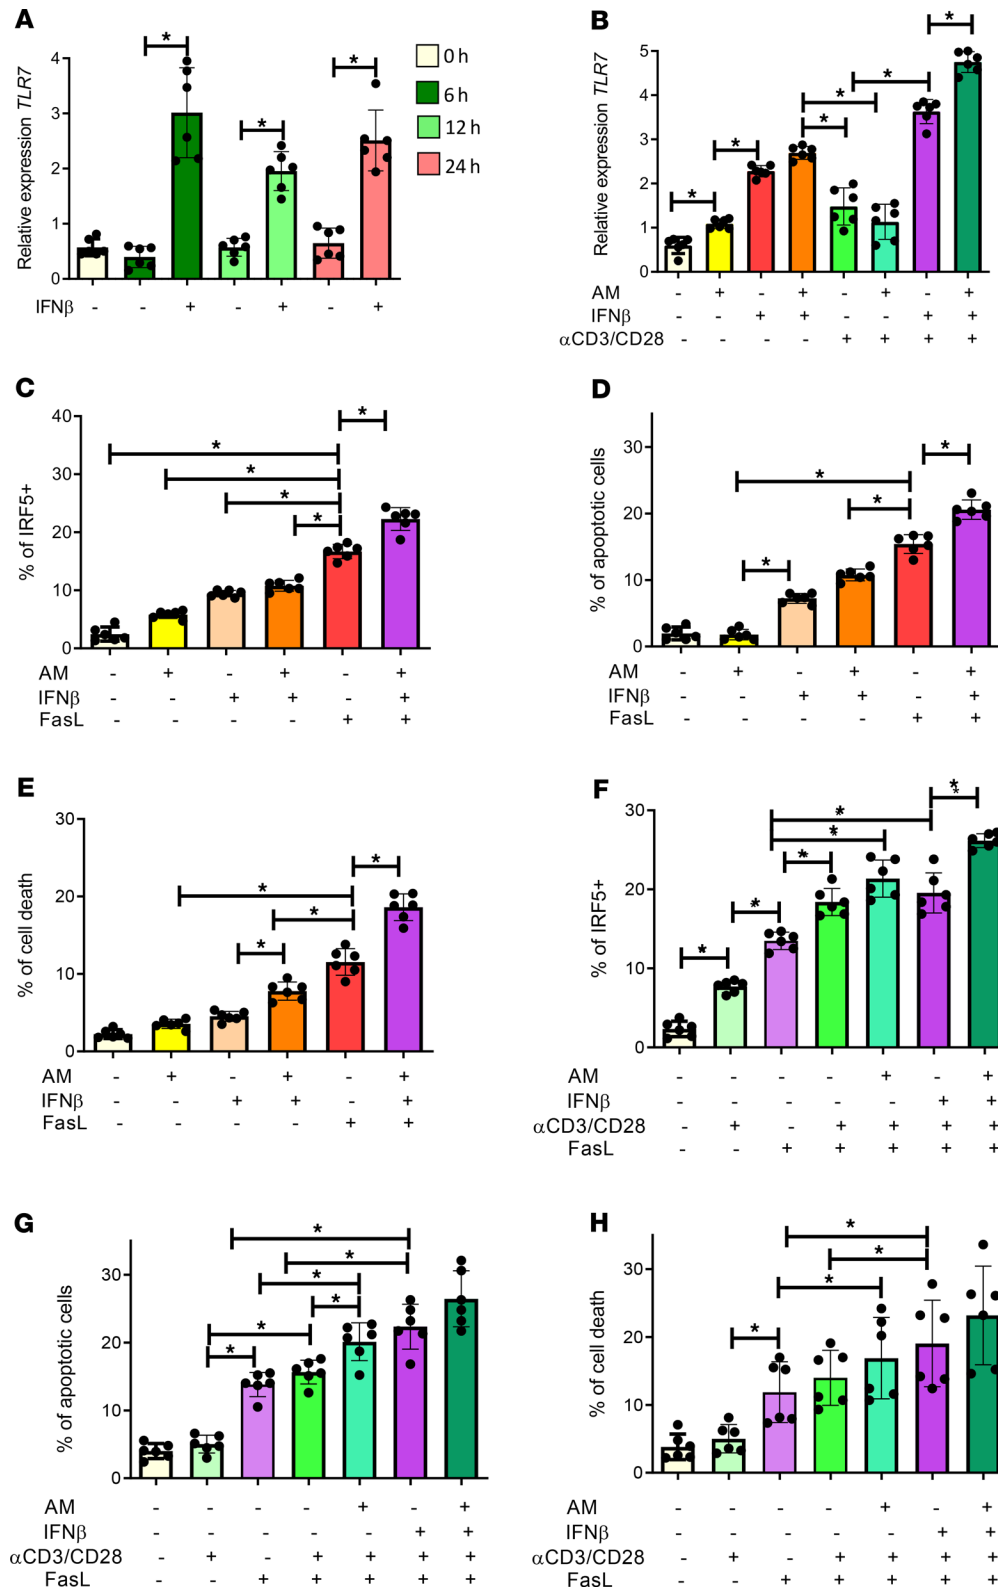 A
Relative expression TLR7
4
3
2
1
0
* * *
0 h
6 h
12 h
24 h
IFNβ - - + - + - +
B
Relative expression TLR7
5
4
3
2
1
0
* * * * * *
AM - + - + - + - +
IFNβ - - + + - - + +
αCD3/CD28 - - - - + + + +
C
% of IRF5+
40
30
20
10
0
* * * * *
AM - + - + - +
IFNβ - - + + - +
FasL - - - - + +
D
% of apoptotic cells
30
20
10
0
* * * *
AM - + - + - +
IFNβ - - + + - +
FasL - - - - + +
E
% of cell death
30
20
10
0
* * * *
AM - + - + - +
IFNβ - - + + - +
FasL - - - - + +
F
% of IRF5+
30
20
10
0
* * * * * *
AM - - - - + - +
IFNβ - - - - - + +
αCD3/CD28 - + - + + + +
FasL - - + + + + +
G
% of apoptotic cells
30
20
10
0
* * * * * *
AM - - - - + - +
IFNβ - - - - - + +
αCD3/CD28 - + - + + + +
FasL - - + + + + +
H
% of cell death
30
20
10
0
* * * *
AM - - - - + - +
IFNβ - - - - - + +
αCD3/CD28 - + - + + + +
FasL - - + + + + +